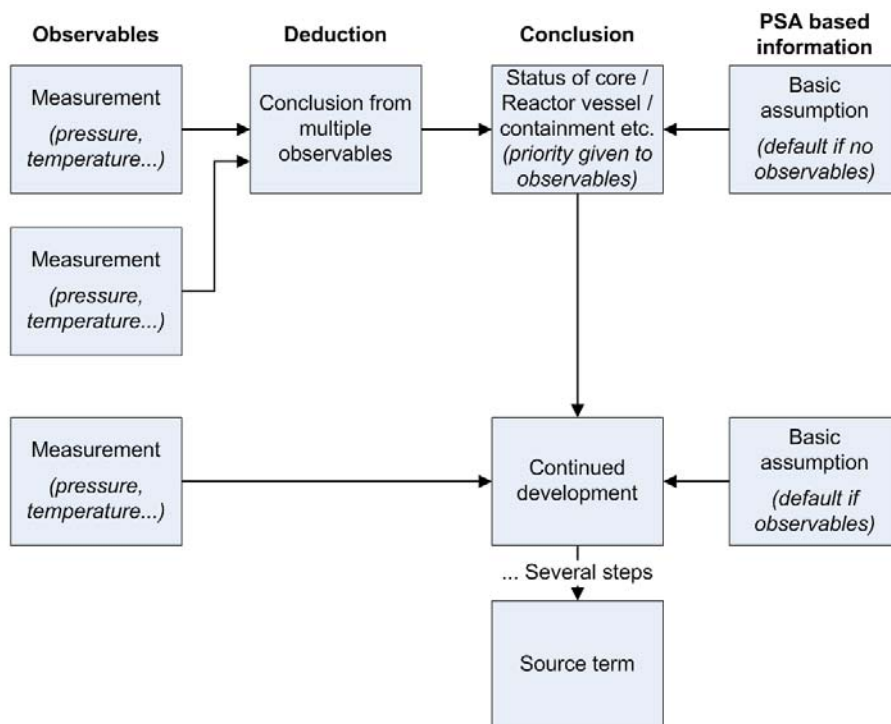 Observables
Deduction
Conclusion
PSA based
information
Measurement
(pressure,
temperature...)
Conclusion from
multiple
observables
Status of core /
Reactor vessel /
containment etc.
(priority given to
observables)
Basic
assumption
(default if no
observables)
Measurement
(pressure,
temperature...)
Measurement
(pressure,
temperature...)
Continued
development
Basic
assumption
(default if
observables)
... Several steps
Source term